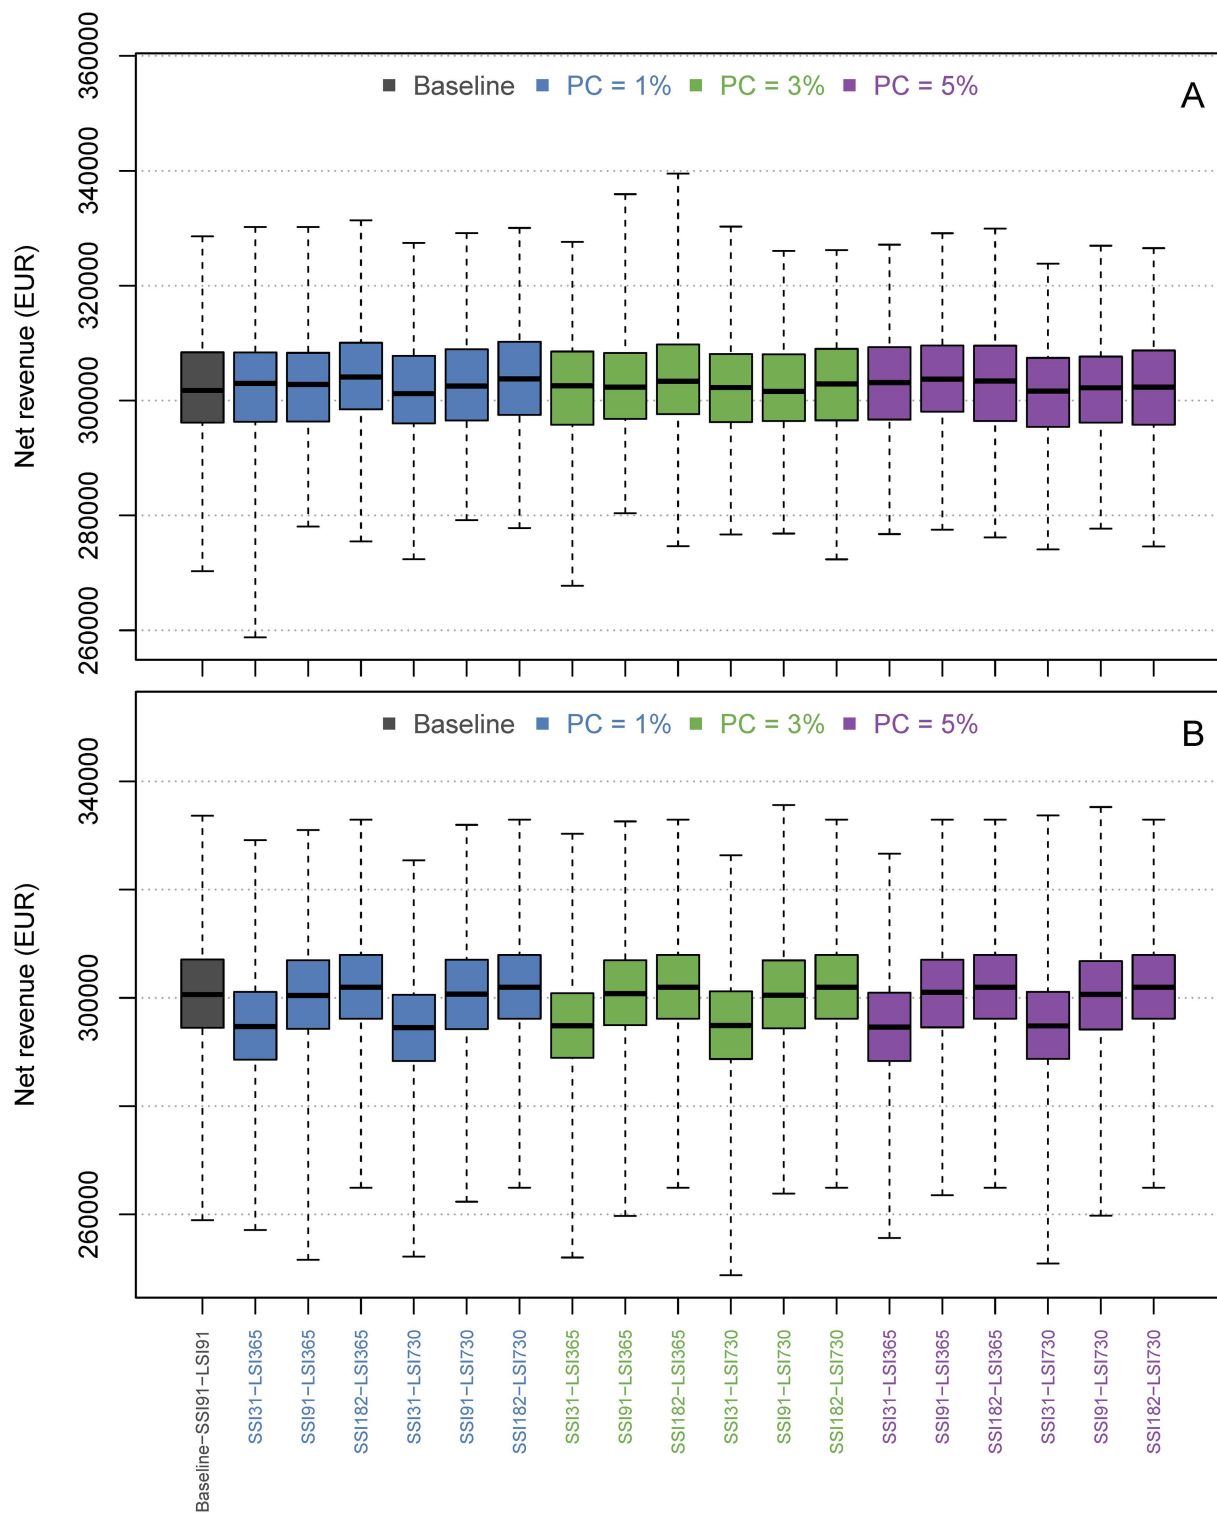 A
Baseline PC = 1% PC = 3% PC = 5%
Net revenue (EUR)
360000
340000
320000
300000
280000
260000
B
Baseline PC = 1% PC = 3% PC = 5%
Net revenue (EUR)
340000
300000
260000
Baseline−SSI91−LSI91
SSI31−LSI365
SSI91−LSI365
SSI182−LSI365
SSI31−LSI730
SSI91−LSI730
SSI182−LSI730
SSI31−LSI365
SSI91−LSI365
SSI182−LSI365
SSI31−LSI730
SSI91−LSI730
SSI182−LSI730
SSI31−LSI365
SSI91−LSI365
SSI182−LSI365
SSI31−LSI730
SSI91−LSI730
SSI182−LSI730